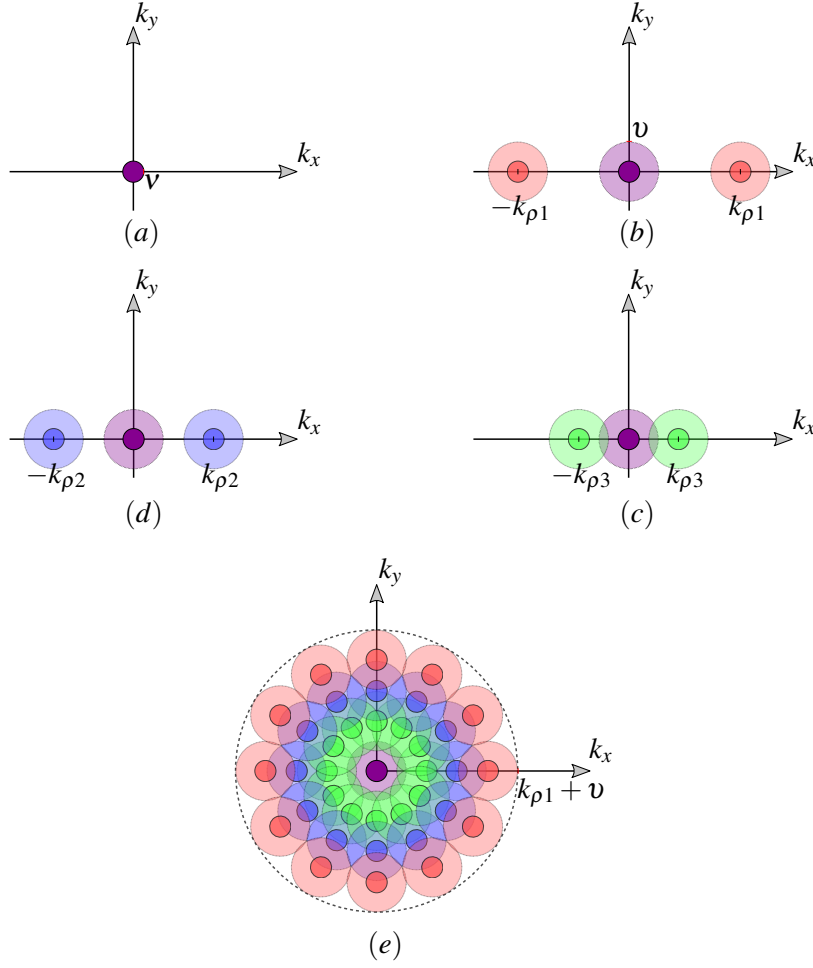 k_y
k_x
ν
(a)
k_y
υ
k_x
−k_ρ1
k_ρ1
(b)
k_y
k_x
−k_ρ2
k_ρ2
(d)
k_y
k_x
−k_ρ3
k_ρ3
(c)
k_y
k_x
k_ρ1 + υ
(e)